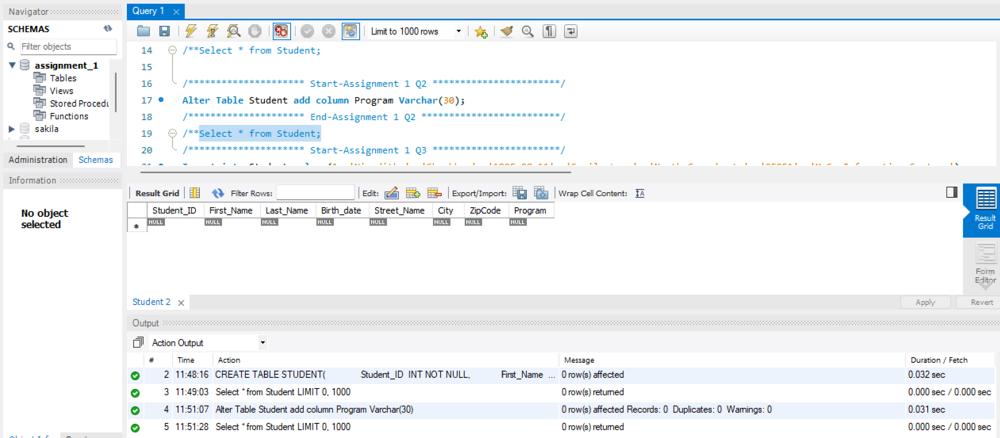 Navigator
SCHEMAS
Filter objects
assignment_1
Tables
Views
Stored Procedu
Functions
sakila
Administration Schemas
Information
No object
selected
Query 1
Limit to 1000 rows
14 /**Select * from Student;
15
16 /********************* Start-Assignment 1 Q2 ***********************/
17 Alter Table Student add column Program Varchar(30);
18 /********************* End-Assignment 1 Q2 *************************/
19 /**Select * from Student;
20 /********************* Start-Assignment 1 Q3 ***********************/
Result Grid Filter Rows: Edit: Export/Import: Wrap Cell Content:
Student_ID First_Name Last_Name Birth_date Street_Name City ZipCode Program
NULL NULL NULL NULL NULL NULL NULL NULL
Result
Grid
Form
Editor
Student 2
Apply Revert
Output
Action Output
# Time Action Message Duration / Fetch
2 11:48:16 CREATE TABLE STUDENT( Student_ID INT NOT NULL, First_Name ... 0 row(s) affected 0.032 sec
3 11:49:03 Select * from Student LIMIT 0, 1000 0 row(s) returned 0.000 sec / 0.000 sec
4 11:51:07 Alter Table Student add column Program Varchar(30) 0 row(s) affected Records: 0 Duplicates: 0 Warnings: 0 0.031 sec
5 11:51:28 Select * from Student LIMIT 0, 1000 0 row(s) returned 0.000 sec / 0.000 sec